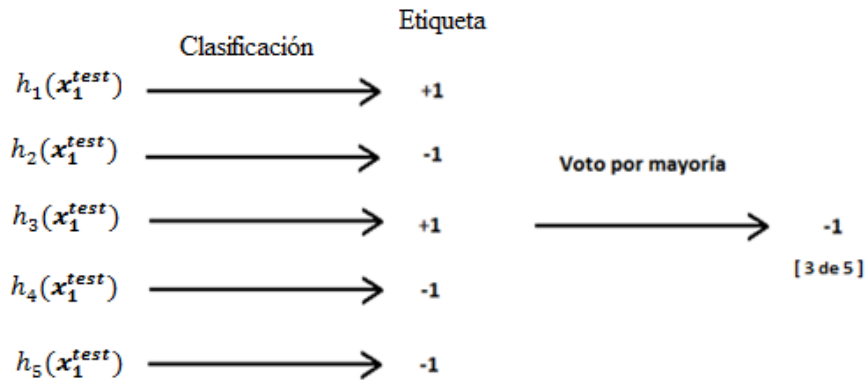 Clasificación Etiqueta
h₁(x₁ᵗᵉˢᵗ) +1
h₂(x₁ᵗᵉˢᵗ) -1
Voto por mayoría
h₃(x₁ᵗᵉˢᵗ) +1 -1
[ 3 de 5 ]
h₄(x₁ᵗᵉˢᵗ) -1
h₅(x₁ᵗᵉˢᵗ) -1